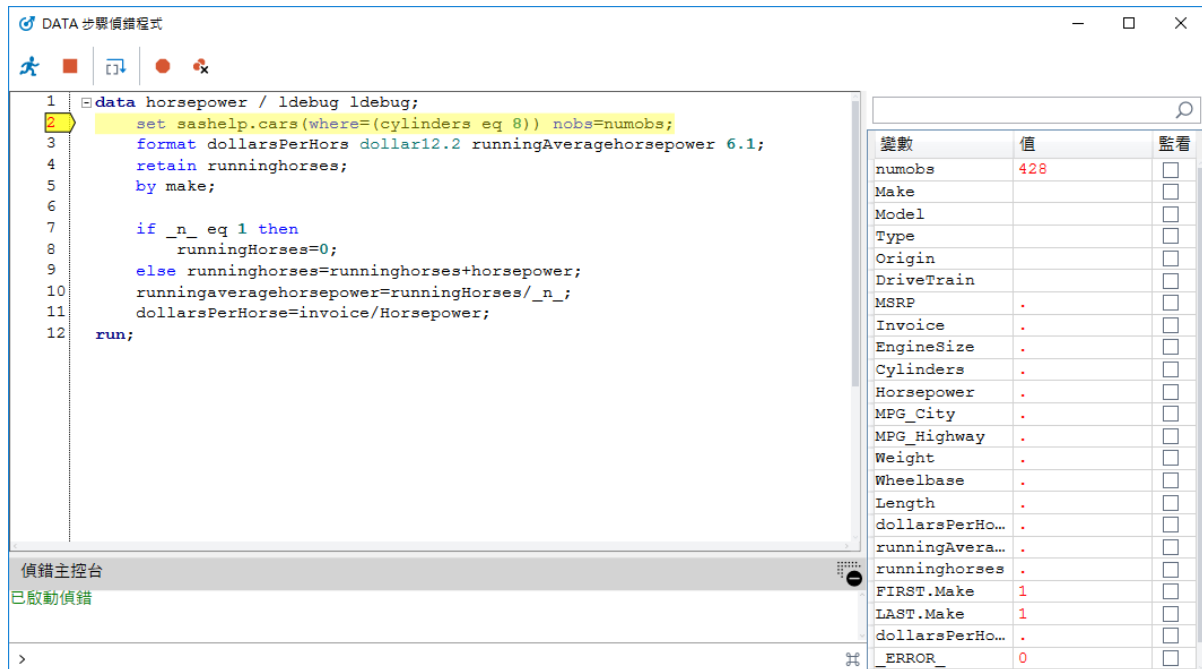 DATA 步驟偵錯程式
1 data horsepower / ldebug ldebug;
2 set sashelp.cars(where=(cylinders eq 8)) nobs=numobs;
3 format dollarsPerHors dollar12.2 runningAveragehorsepower 6.1;
4 retain runninghorses;
5 by make;
6
7 if _n_ eq 1 then
8 runningHorses=0;
9 else runninghorses=runninghorses+horsepower;
10 runningaveragehorsepower=runningHorses/_n_;
11 dollarsPerHorse=invoice/Horsepower;
12 run;
偵錯主控台
已啟動偵錯
>
變數 值 監看
numobs 428
Make
Model
Type
Origin
DriveTrain
MSRP .
Invoice .
EngineSize .
Cylinders .
Horsepower .
MPG_City .
MPG_Highway .
Weight .
Wheelbase .
Length .
dollarsPerHo... .
runningAvera... .
runninghorses .
FIRST.Make 1
LAST.Make 1
dollarsPerHo... .
_ERROR_ 0